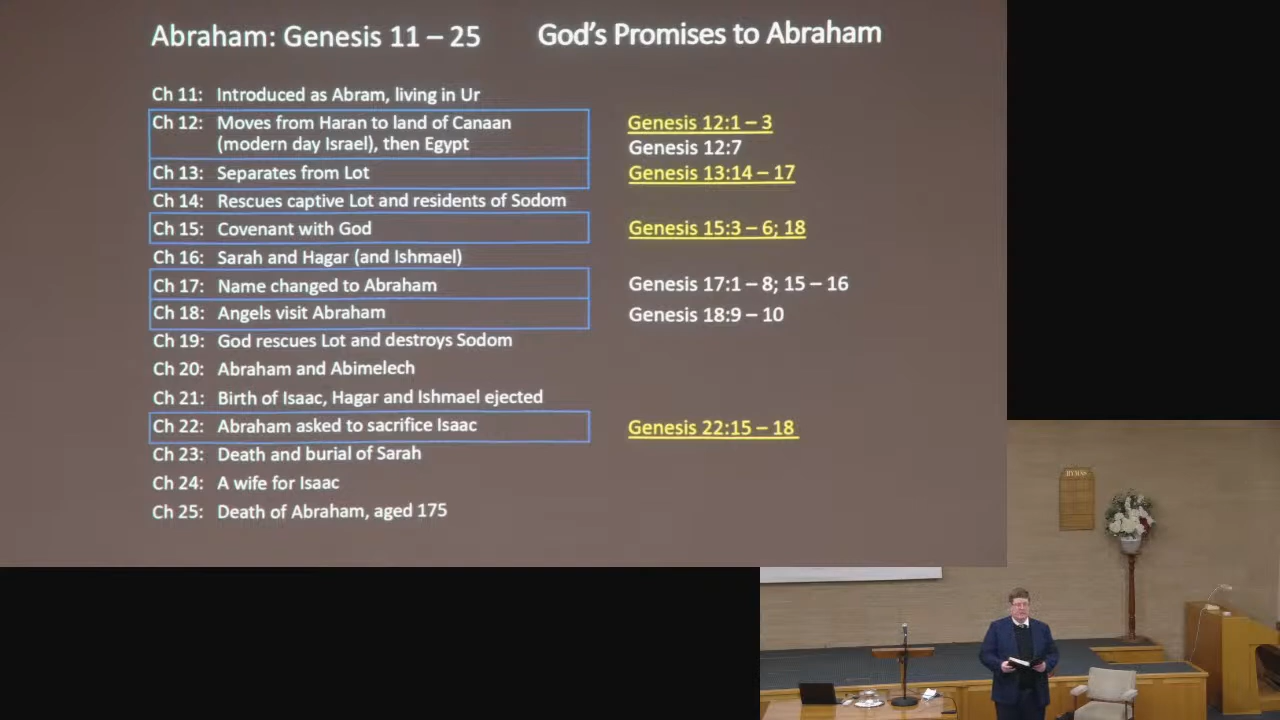 Abraham: Genesis 11 – 25 God's Promises to Abraham
Ch 11: Introduced as Abram, living in Ur
Ch 12: Moves from Haran to land of Canaan Genesis 12:1 – 3
(modern day Israel), then Egypt Genesis 12:7
Ch 13: Separates from Lot Genesis 13:14 – 17
Ch 14: Rescues captive Lot and residents of Sodom
Ch 15: Covenant with God Genesis 15:3 – 6; 18
Ch 16: Sarah and Hagar (and Ishmael)
Ch 17: Name changed to Abraham Genesis 17:1 – 8; 15 – 16
Ch 18: Angels visit Abraham Genesis 18:9 – 10
Ch 19: God rescues Lot and destroys Sodom
Ch 20: Abraham and Abimelech
Ch 21: Birth of Isaac, Hagar and Ishmael ejected
Ch 22: Abraham asked to sacrifice Isaac Genesis 22:15 – 18
Ch 23: Death and burial of Sarah
Ch 24: A wife for Isaac
Ch 25: Death of Abraham, aged 175
HYMNS